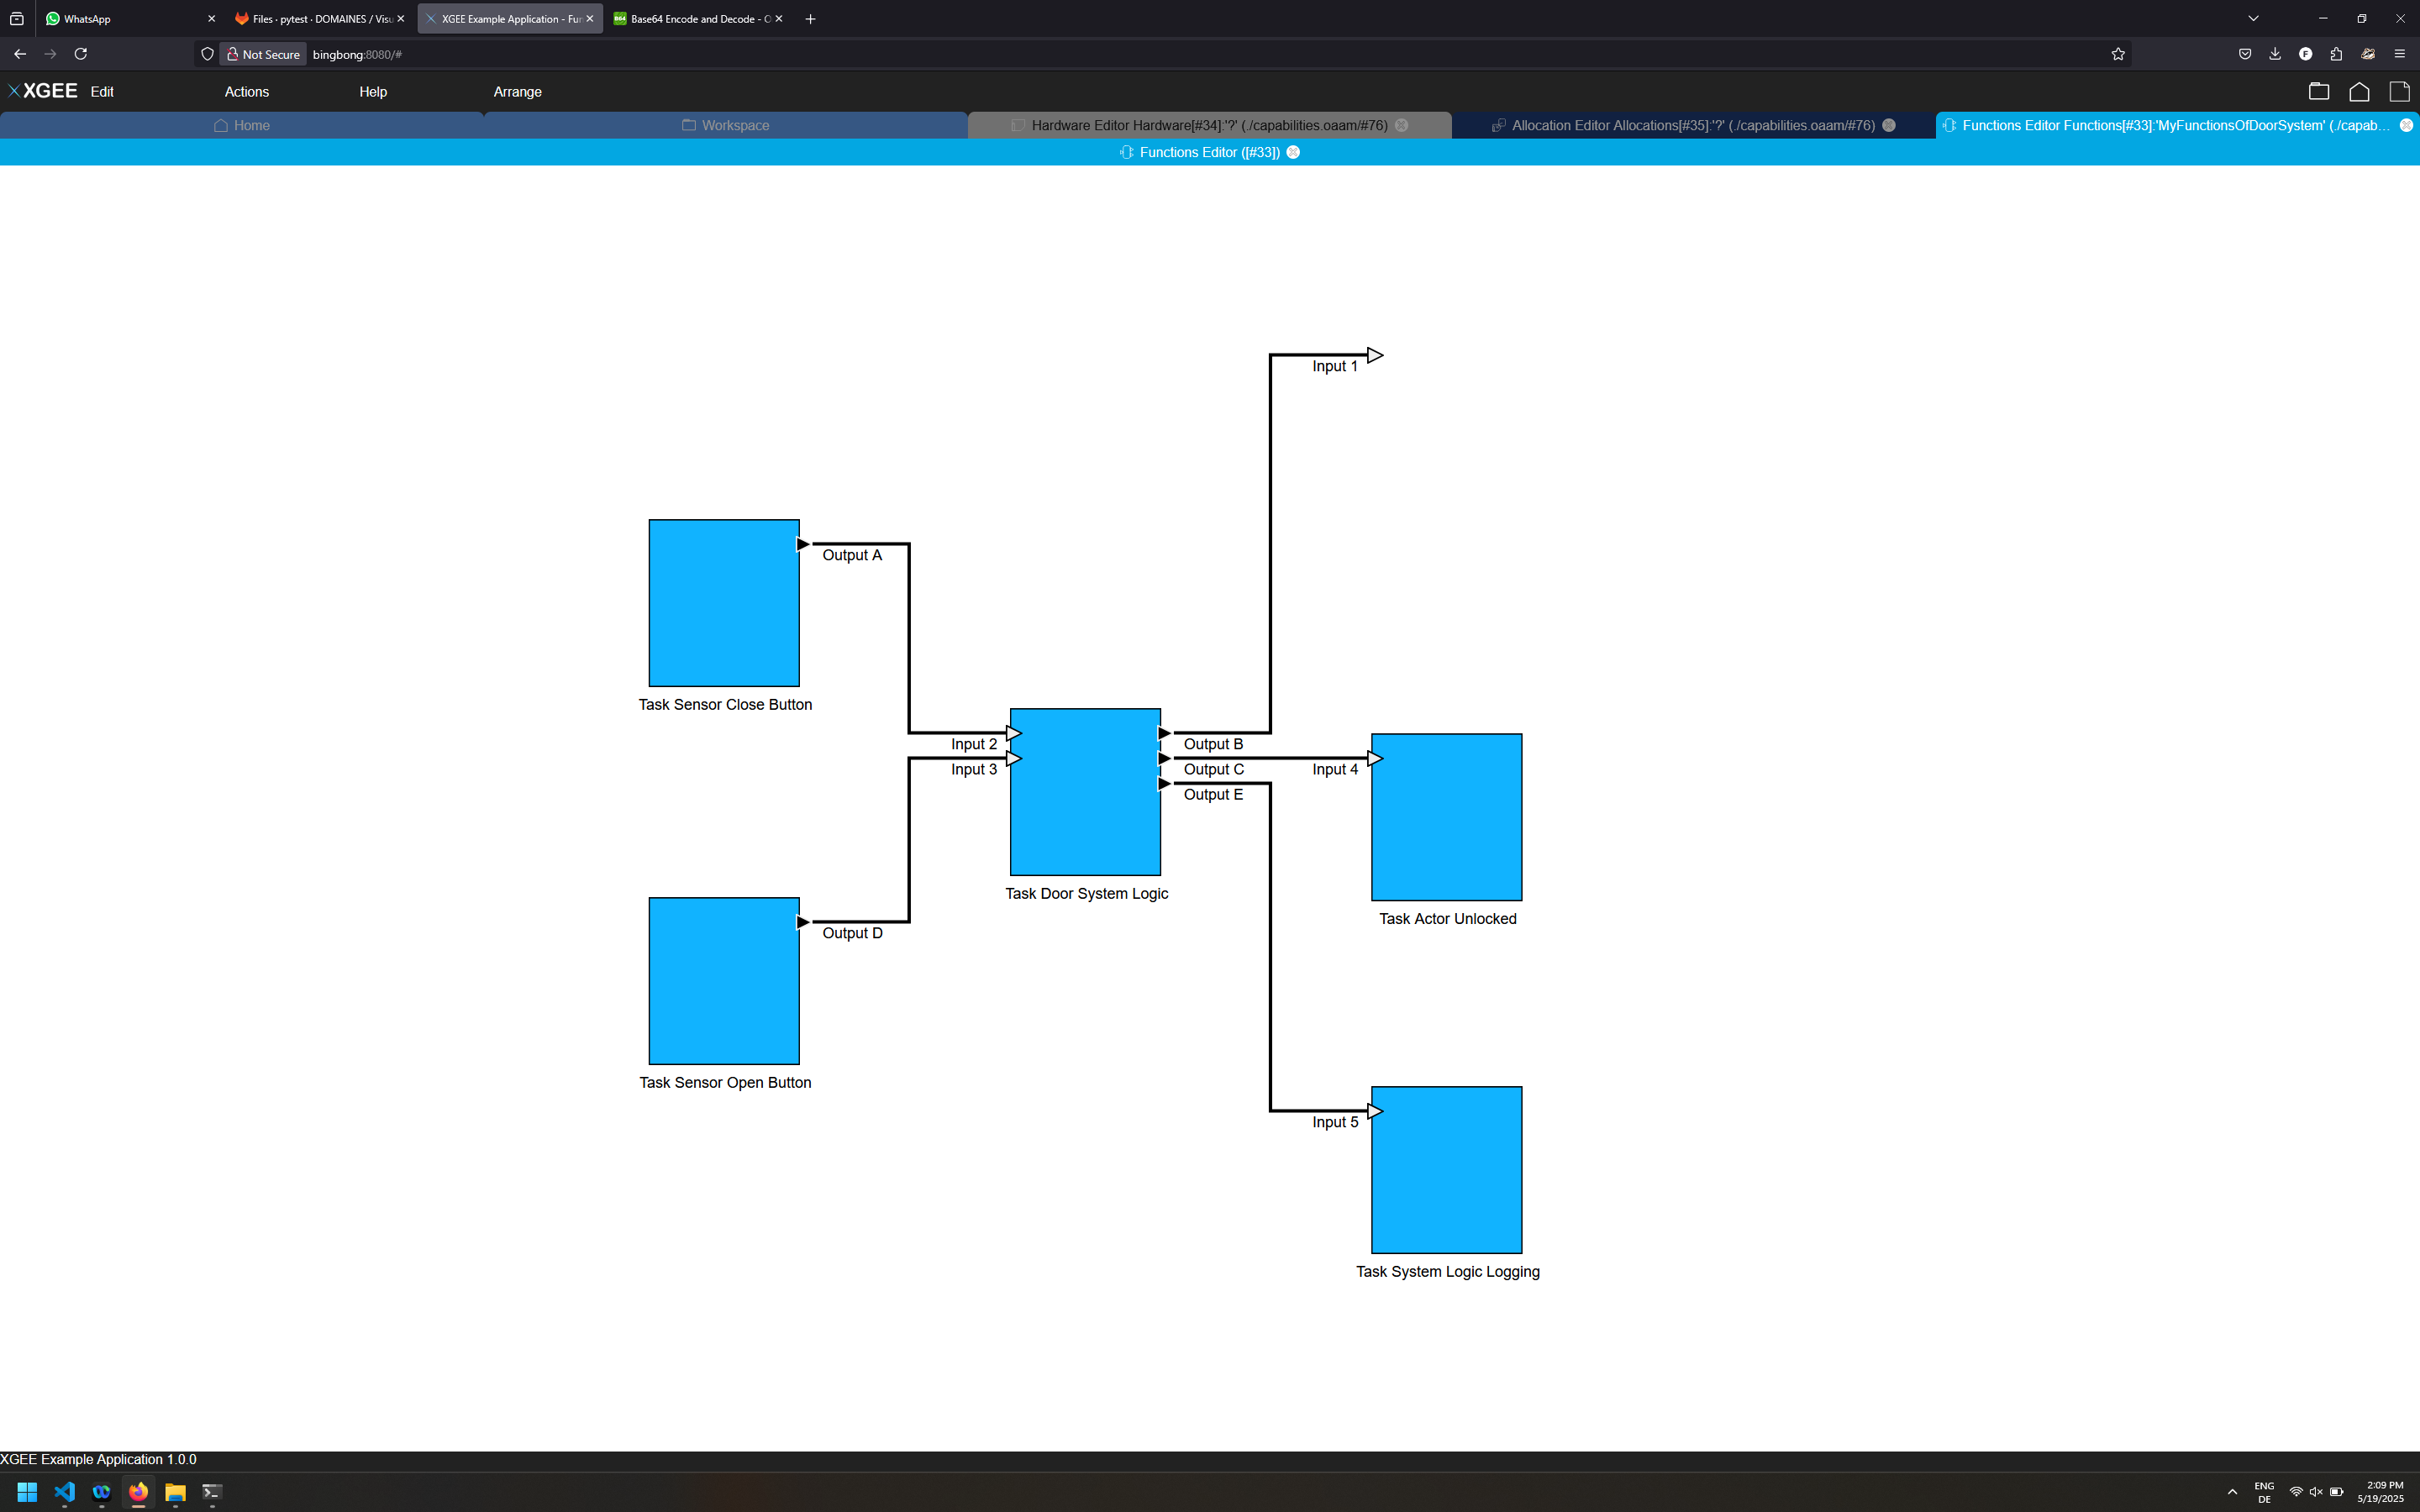 WhatsApp
Files · pytest · DOMAINES / Visu
XGEE Example Application - Fun
B64 Base64 Encode and Decode - O
Not Secure bingbong:8080/#
XGEE Edit Actions Help Arrange
Home
Workspace
Hardware Editor Hardware[#34]:'?' (./capabilities.oaam/#76)
Allocation Editor Allocations[#35]:'?' (./capabilities.oaam/#76)
Functions Editor Functions[#33]:'MyFunctionsOfDoorSystem' (./capab...
Functions Editor ([#33])
Input 1
Output A
Task Sensor Close Button
Input 2
Output B
Input 3
Output C
Input 4
Output E
Task Door System Logic
Task Actor Unlocked
Output D
Task Sensor Open Button
Input 5
Task System Logic Logging
XGEE Example Application 1.0.0
ENG
DE
2:09 PM
5/19/2025